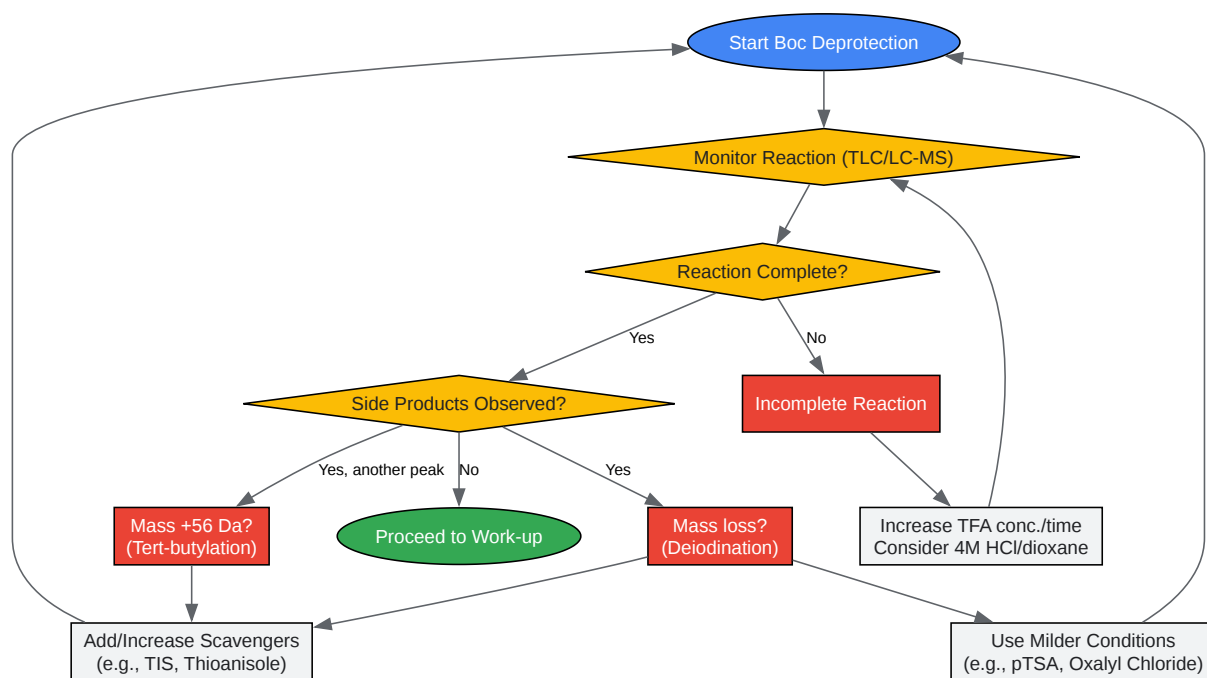 Start Boc Deprotection
Monitor Reaction (TLC/LC-MS)
Reaction Complete?
Yes
No
Side Products Observed?
Incomplete Reaction
Yes, another peak
No
Yes
Mass +56 Da?
(Tert-butylation)
Proceed to Work-up
Mass loss?
(Deiodination)
Increase TFA conc./time
Consider 4M HCl/dioxane
Add/Increase Scavengers
(e.g., TIS, Thioanisole)
Use Milder Conditions
(e.g., pTSA, Oxalyl Chloride)